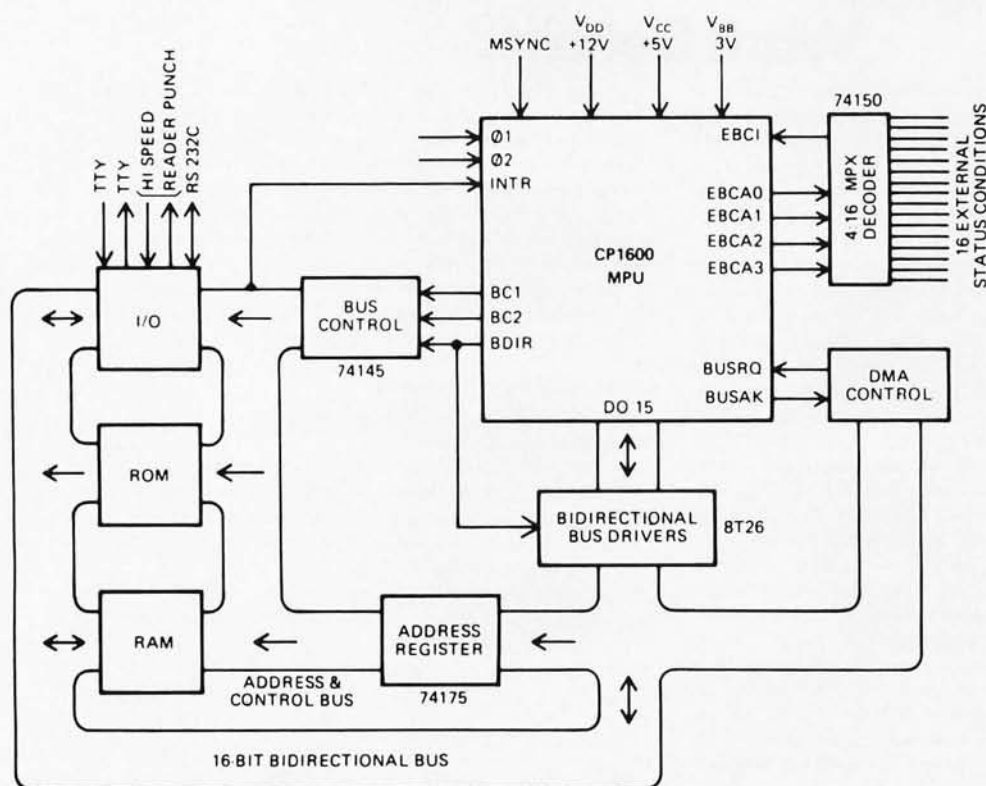 MSYNC
VDD
+12V
VCC
+5V
VBB
3V
TTY
TTY
(HI SPEED
(READER PUNCH
RS 232C
Ø1
Ø2
INTR
BC1
BC2
BDIR
CP1600
MPU
DO 15
EBCI
EBCA0
EBCA1
EBCA2
EBCA3
BUSRQ
BUSAK
74150
4:16 MPX
DECODER
16 EXTERNAL
STATUS CONDITIONS
I/O
BUS
CONTROL
74145
DMA
CONTROL
ROM
BIDIRECTIONAL
BUS DRIVERS
8T26
RAM
ADDRESS
REGISTER
74175
ADDRESS &
CONTROL BUS
16-BIT BIDIRECTIONAL BUS